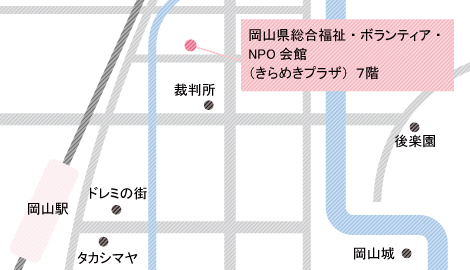 岡山県総合福祉・ボランティア・
NPO 会館
（きらめきプラザ） 7階
裁判所
後楽園
ドレミの街
岡山駅
タカシマヤ
岡山城